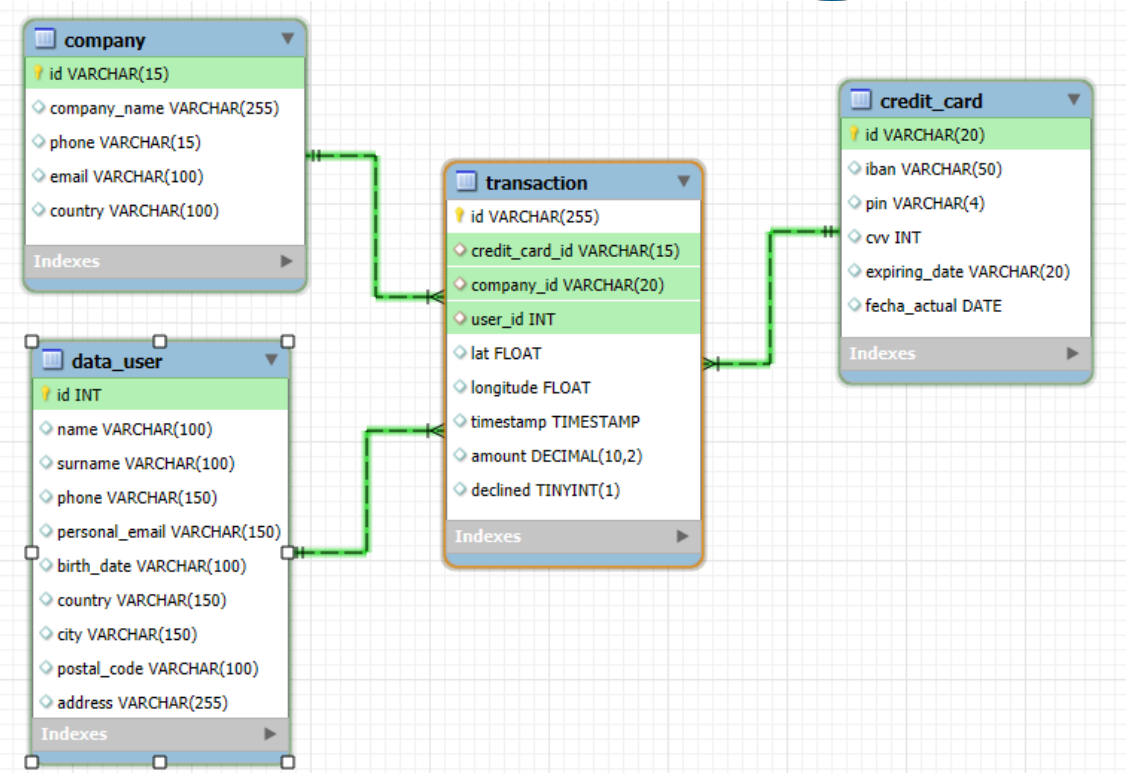 company
id VARCHAR(15)
company_name VARCHAR(255)
phone VARCHAR(15)
email VARCHAR(100)
country VARCHAR(100)
Indexes
data_user
id INT
name VARCHAR(100)
surname VARCHAR(100)
phone VARCHAR(150)
personal_email VARCHAR(150)
birth_date VARCHAR(100)
country VARCHAR(150)
city VARCHAR(150)
postal_code VARCHAR(100)
address VARCHAR(255)
Indexes
transaction
id VARCHAR(255)
credit_card_id VARCHAR(15)
company_id VARCHAR(20)
user_id INT
lat FLOAT
longitude FLOAT
timestamp TIMESTAMP
amount DECIMAL(10,2)
declined TINYINT(1)
Indexes
credit_card
id VARCHAR(20)
iban VARCHAR(50)
pin VARCHAR(4)
cvv INT
expiring_date VARCHAR(20)
fecha_actual DATE
Indexes